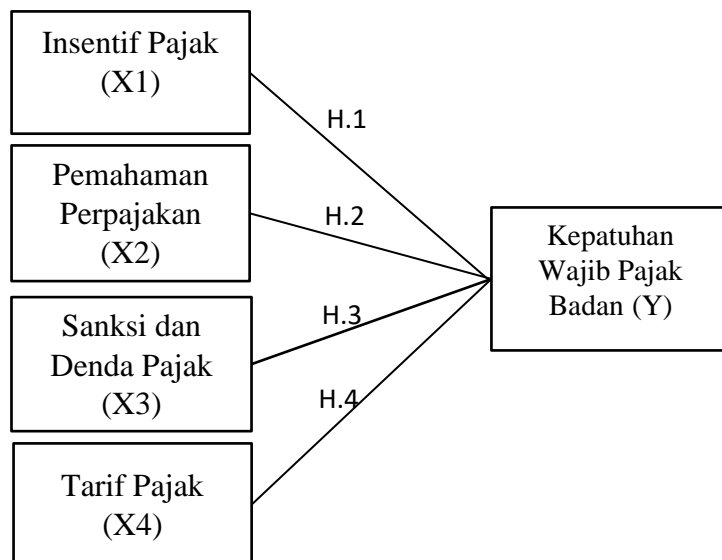 Insentif Pajak
(X1)
H.1
Pemahaman
Perpajakan
(X2)
H.2
Kepatuhan
Wajib Pajak
Badan (Y)
Sanksi dan
Denda Pajak
(X3)
H.3
H.4
Tarif Pajak
(X4)